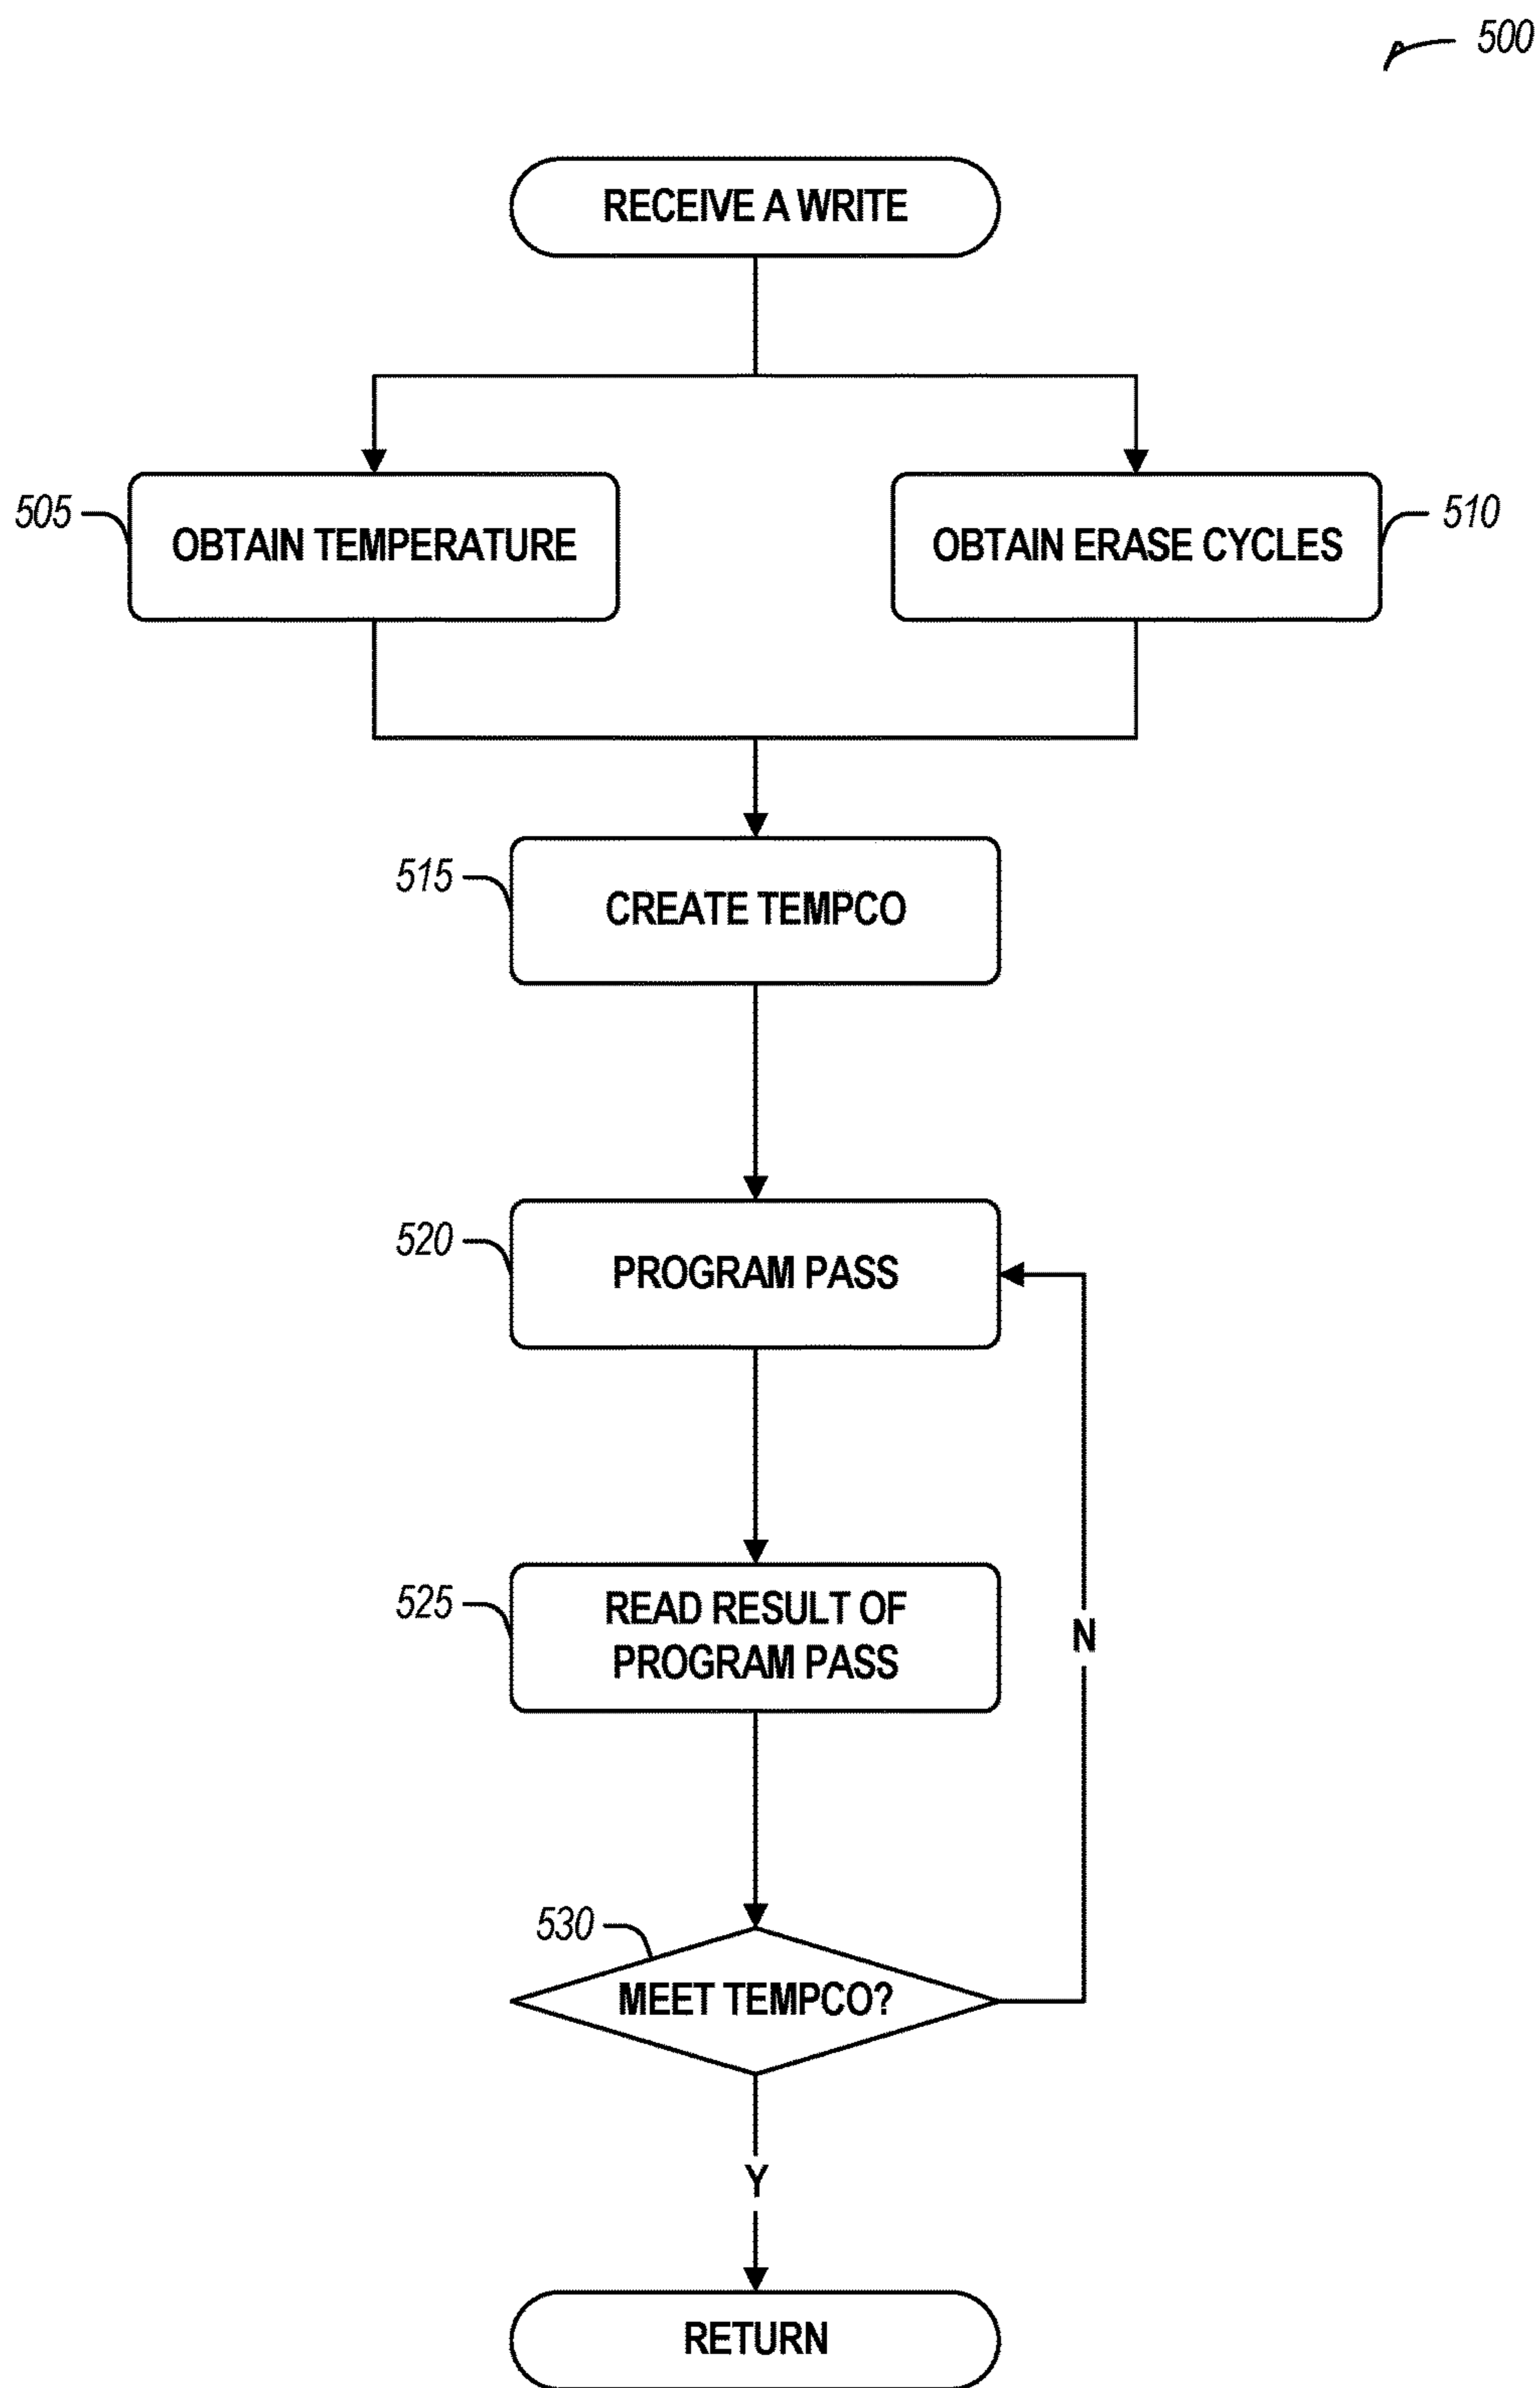 500
RECEIVE A WRITE
505
OBTAIN TEMPERATURE
OBTAIN ERASE CYCLES
510
515
CREATE TEMPCO
520
PROGRAM PASS
525
READ RESULT OF
PROGRAM PASS
N
530
MEET TEMPCO?
Y
RETURN